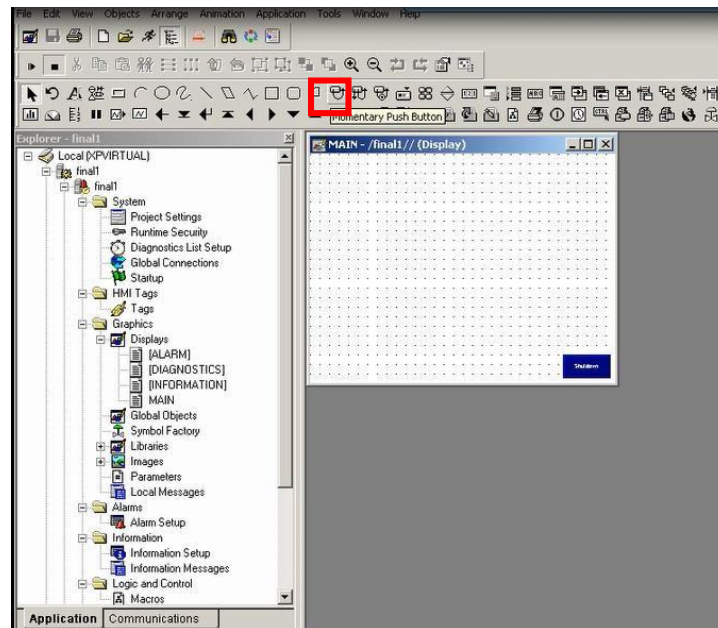 File Edit View Objects Arrange Animation Application Tools Window Help
Momentary Push Button
Explorer - final1
MAIN - /final1// (Display)
Local (XPVIRTUAL)
final1
final1
System
Project Settings
Runtime Security
Diagnostics List Setup
Global Connections
Startup
HMI Tags
Tags
Graphics
Displays
[ALARM]
[DIAGNOSTICS]
[INFORMATION]
MAIN
Shutdown
Global Objects
Symbol Factory
Libraries
Images
Parameters
Local Messages
Alarms
Alarm Setup
Information
Information Setup
Information Messages
Logic and Control
Macros
Application Communications